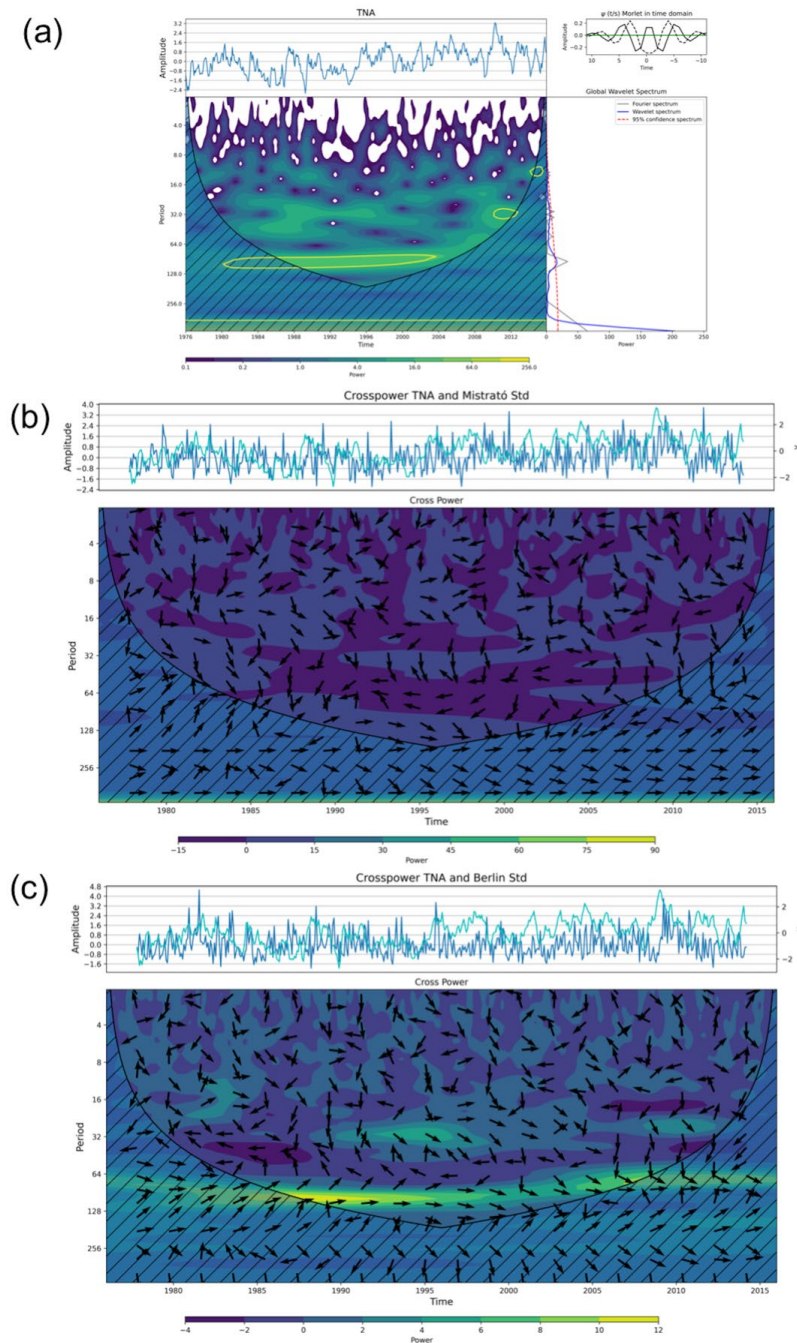 (a)
TNA
ψ (t/s) Morlet in time domain
Amplitude
3.2
2.4
1.6
0.8
0.0
−0.8
−1.6
−2.4
Amplitude
0.2
0.0
−0.2
10 5 0 −5 −10
Time
Global Wavelet Spectrum
Fourier spectrum
Wavelet spectrum
95% confidence spectrum
Period
4.0
8.0
16.0
32.0
64.0
128.0
256.0
1976 1980 1984 1988 1992 1996 2000 2004 2008 2012
Time
0 50 100 150 200 250
Power
0.1 0.2 1.0 4.0 16.0 64.0 256.0
Power
(b)
Crosspower TNA and Mistrató Std
Amplitude
4.0
3.2
2.4
1.6
0.8
0.0
−0.8
−1.6
−2.4
2
0
−2
Cross Power
Period
4
8
16
32
64
128
256
1980 1985 1990 1995 2000 2005 2010 2015
Time
−15 0 15 30 45 60 75 90
Power
(c)
Crosspower TNA and Berlin Std
Amplitude
4.8
4.0
3.2
2.4
1.6
0.8
0.0
−0.8
−1.6
2
0
−2
Cross Power
Period
4
8
16
32
64
128
256
1980 1985 1990 1995 2000 2005 2010 2015
Time
−4 −2 0 2 4 6 8 10 12
Power